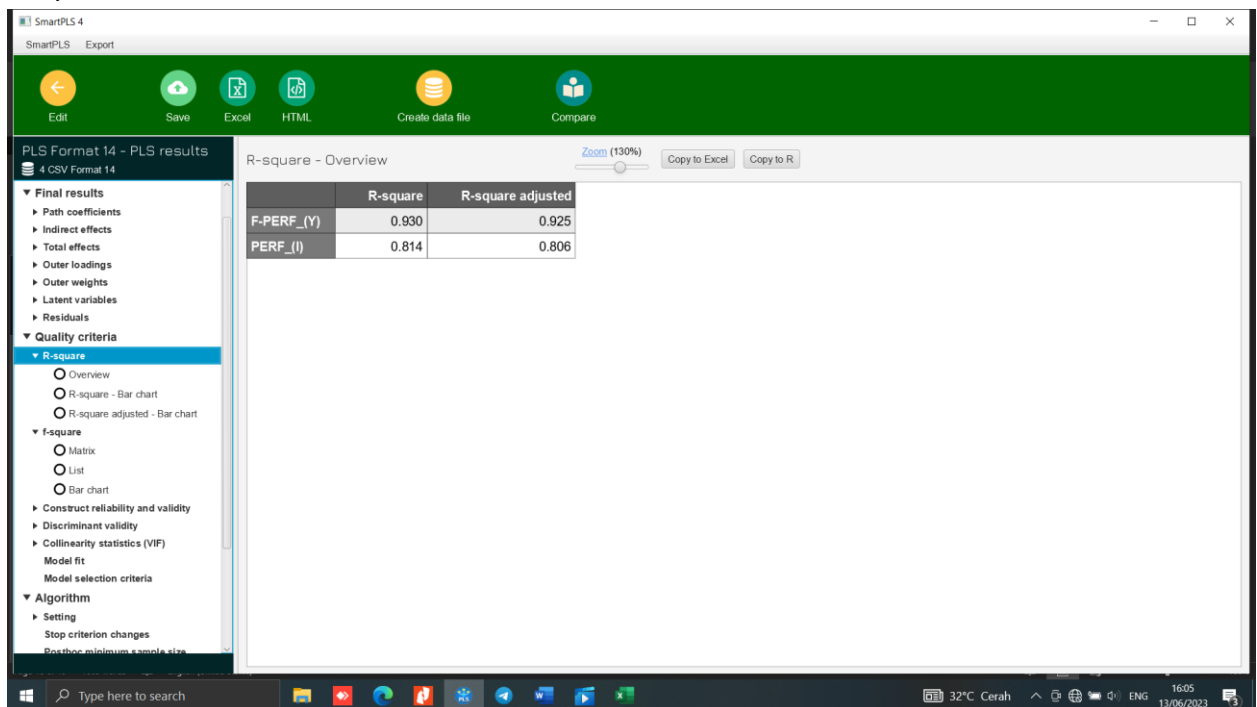 SmartPLS 4
SmartPLS Export
Edit Save Excel HTML Create data file Compare
PLS Format 14 - PLS results
4 CSV Format 14
Final results
Path coefficients
Indirect effects
Total effects
Outer loadings
Outer weights
Latent variables
Residuals
Quality criteria
R-square
Overview
R-square - Bar chart
R-square adjusted - Bar chart
f-square
Matrix
List
Bar chart
Construct reliability and validity
Discriminant validity
Collinearity statistics (VIF)
Model fit
Model selection criteria
Algorithm
Setting
Stop criterion changes
Posthoc minimum sample size
R-square - Overview
Zoom (130%)
Copy to Excel
Copy to R
R-square R-square adjusted
F-PERF_(Y) 0.930 0.925
PERF_(I) 0.814 0.806
Type here to search
32°C Cerah
ENG
16:05
13/06/2023
3